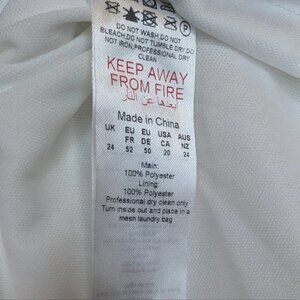 DO NOT WASH,DO NOT
BLEACH,DO NOT TUMBLE DRY,DO
NOT IRON,PROFESSIONAL DRY
CLEAN
KEEP AWAY
FROM FIRE
ابعدها عن النار
Made in China
UK EU EU USA AUS
FR DE CA NZ
24 52 50 20 24
Main:
100% Polyester
Lining:
100% Polyester
Professional dry clean only
Turn inside out and place in a
mesh laundry bag